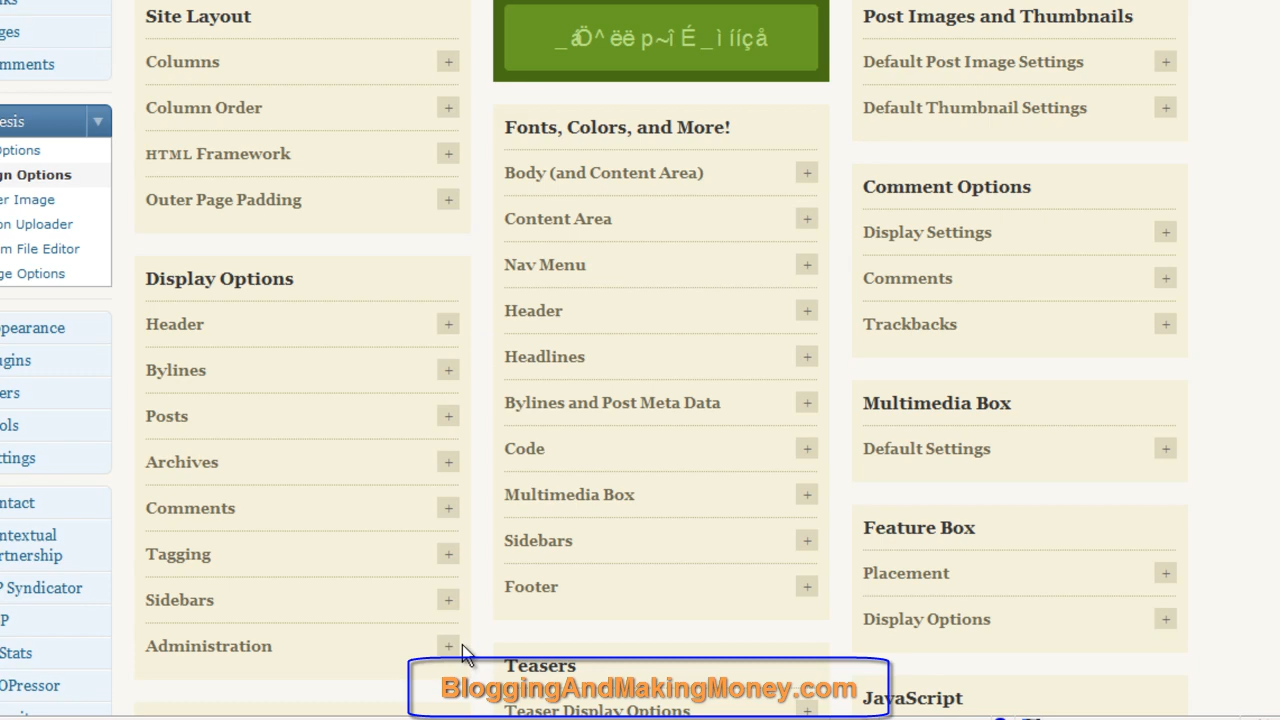 ges
mments
esis
Options
gn Options
er Image
on Uploader
m File Editor
ge Options
pearance
ugins
ers
ols
ttings
ntact
ntextual
rtnership
P Syndicator
P
Stats
OPressor
Site Layout
Columns +
Column Order +
HTML Framework +
Outer Page Padding +
Display Options
Header +
Bylines +
Posts +
Archives +
Comments +
Tagging +
Sidebars +
Administration +
Fonts, Colors, and More!
Body (and Content Area) +
Content Area +
Nav Menu +
Header +
Headlines +
Bylines and Post Meta Data +
Code +
Multimedia Box +
Sidebars +
Footer +
Teasers
Teaser Display Options +
Post Images and Thumbnails
Default Post Image Settings +
Default Thumbnail Settings +
Comment Options
Display Settings +
Comments +
Trackbacks +
Multimedia Box
Default Settings +
Feature Box
Placement +
Display Options +
JavaScript
BloggingAndMakingMoney.com